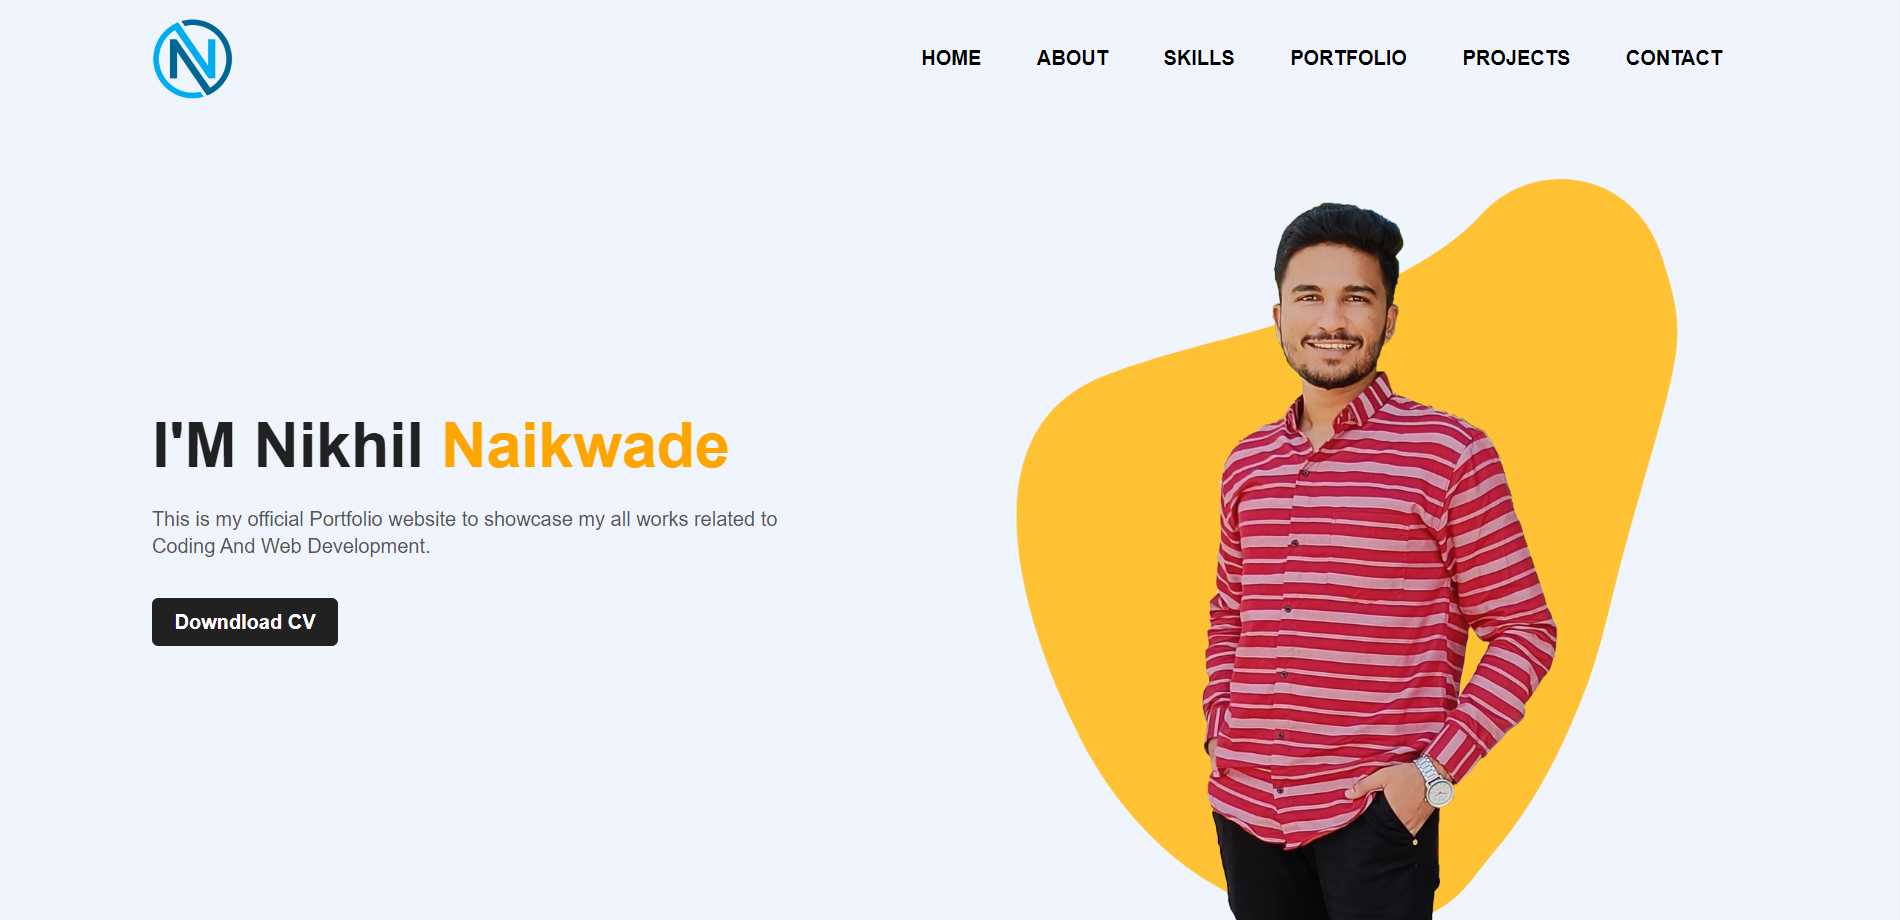 N
HOME ABOUT SKILLS PORTFOLIO PROJECTS CONTACT
I'M Nikhil Naikwade
This is my official Portfolio website to showcase my all works related to
Coding And Web Development.
Downdload CV